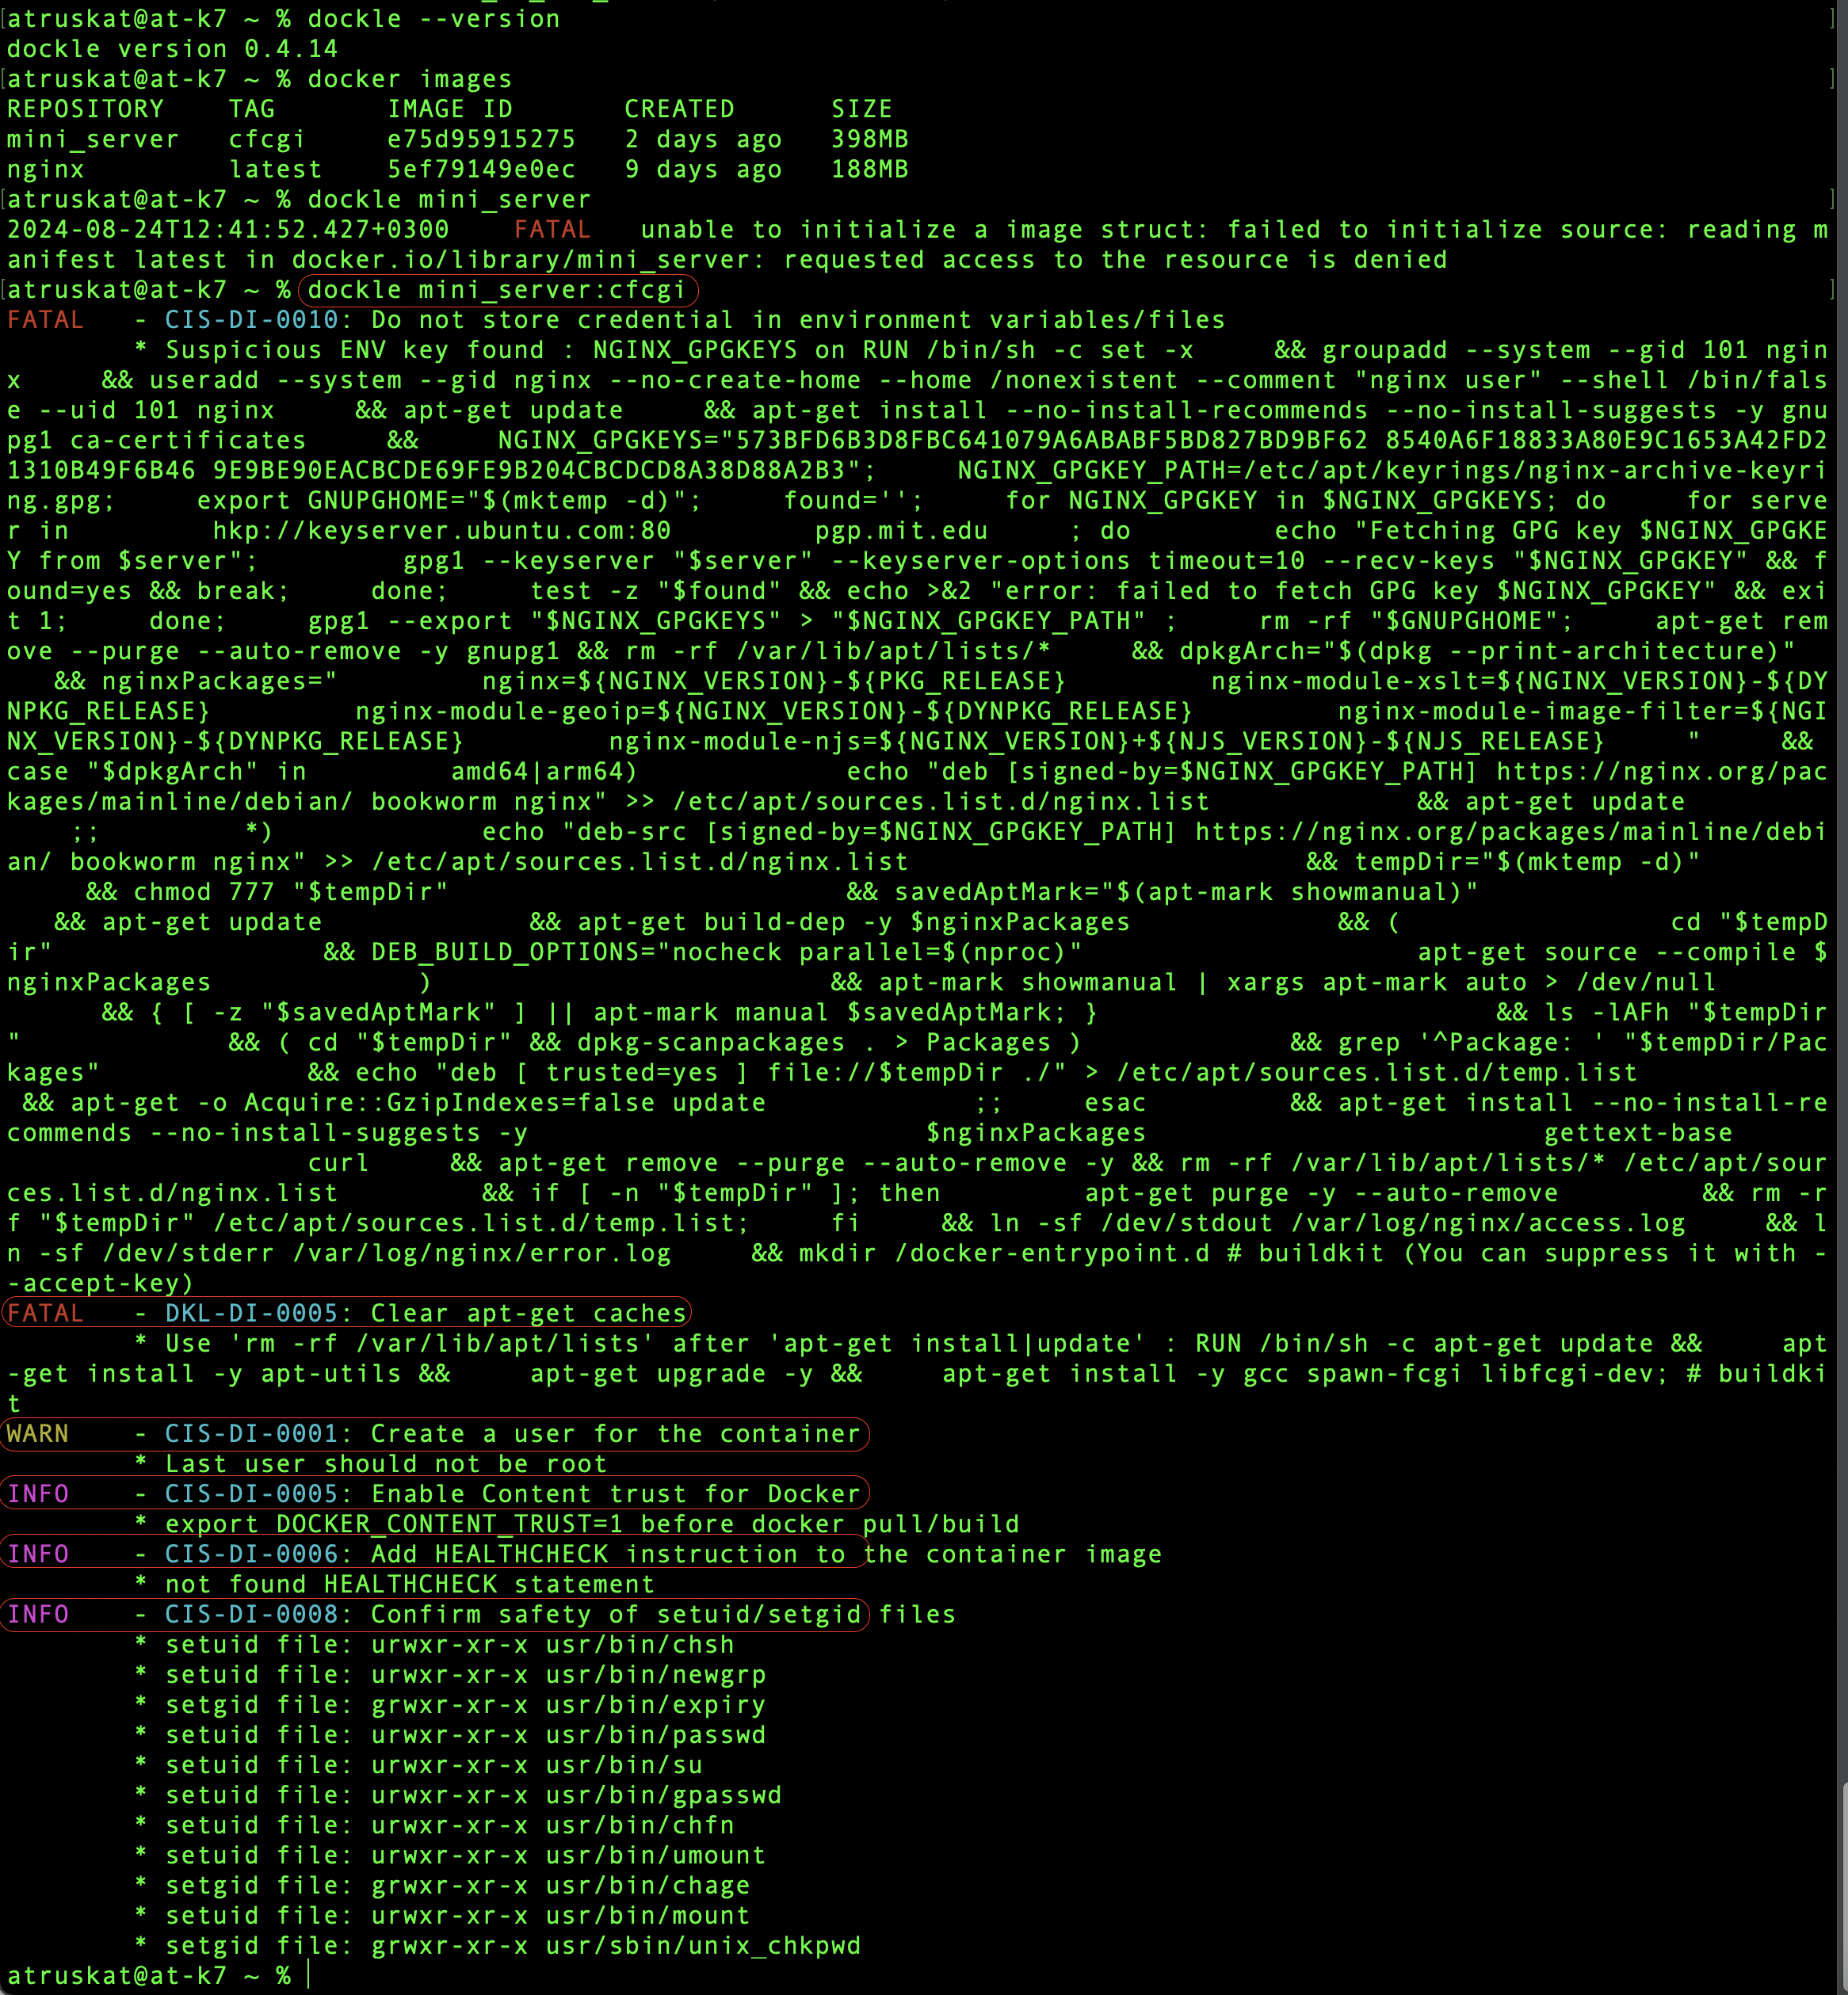 [atruskat@at-k7 ~ % dockle --version ]
dockle version 0.4.14
[atruskat@at-k7 ~ % docker images ]
REPOSITORY    TAG       IMAGE ID       CREATED      SIZE
mini_server   cfcgi     e75d95915275   2 days ago   398MB
nginx         latest    5ef79149e0ec   9 days ago   188MB
[atruskat@at-k7 ~ % dockle mini_server ]
2024-08-24T12:41:52.427+0300    FATAL   unable to initialize a image struct: failed to initialize source: reading m
anifest latest in docker.io/library/mini_server: requested access to the resource is denied
[atruskat@at-k7 ~ % dockle mini_server:cfcgi ]
FATAL   - CIS-DI-0010: Do not store credential in environment variables/files
        * Suspicious ENV key found : NGINX_GPGKEYS on RUN /bin/sh -c set -x     && groupadd --system --gid 101 ngin
x     && useradd --system --gid nginx --no-create-home --home /nonexistent --comment "nginx user" --shell /bin/fals
e --uid 101 nginx     && apt-get update     && apt-get install --no-install-recommends --no-install-suggests -y gnu
pg1 ca-certificates     &&     NGINX_GPGKEYS="573BFD6B3D8FBC641079A6ABABF5BD827BD9BF62 8540A6F18833A80E9C1653A42FD2
1310B49F6B46 9E9BE90EACBCDE69FE9B204CBCDCD8A38D88A2B3";     NGINX_GPGKEY_PATH=/etc/apt/keyrings/nginx-archive-keyri
ng.gpg;     export GNUPGHOME="$(mktemp -d)";     found='';     for NGINX_GPGKEY in $NGINX_GPGKEYS; do     for serve
r in         hkp://keyserver.ubuntu.com:80         pgp.mit.edu     ; do         echo "Fetching GPG key $NGINX_GPGKE
Y from $server";         gpg1 --keyserver "$server" --keyserver-options timeout=10 --recv-keys "$NGINX_GPGKEY" && f
ound=yes && break;     done;     test -z "$found" && echo >&2 "error: failed to fetch GPG key $NGINX_GPGKEY" && exi
t 1;     done;     gpg1 --export "$NGINX_GPGKEYS" > "$NGINX_GPGKEY_PATH" ;     rm -rf "$GNUPGHOME";     apt-get rem
ove --purge --auto-remove -y gnupg1 && rm -rf /var/lib/apt/lists/*     && dpkgArch="$(dpkg --print-architecture)"
   && nginxPackages="         nginx=${NGINX_VERSION}-${PKG_RELEASE}         nginx-module-xslt=${NGINX_VERSION}-${DY
NPKG_RELEASE}         nginx-module-geoip=${NGINX_VERSION}-${DYNPKG_RELEASE}         nginx-module-image-filter=${NGI
NX_VERSION}-${DYNPKG_RELEASE}         nginx-module-njs=${NGINX_VERSION}+${NJS_VERSION}-${NJS_RELEASE}     "     &&
case "$dpkgArch" in         amd64|arm64)             echo "deb [signed-by=$NGINX_GPGKEY_PATH] https://nginx.org/pac
kages/mainline/debian/ bookworm nginx" >> /etc/apt/sources.list.d/nginx.list             && apt-get update
    ;;         *)             echo "deb-src [signed-by=$NGINX_GPGKEY_PATH] https://nginx.org/packages/mainline/debi
an/ bookworm nginx" >> /etc/apt/sources.list.d/nginx.list                         && tempDir="$(mktemp -d)"
     && chmod 777 "$tempDir"                         && savedAptMark="$(apt-mark showmanual)"
   && apt-get update             && apt-get build-dep -y $nginxPackages             && (                 cd "$tempD
ir"                 && DEB_BUILD_OPTIONS="nocheck parallel=$(nproc)"                     apt-get source --compile $
nginxPackages             )                         && apt-mark showmanual | xargs apt-mark auto > /dev/null
      && { [ -z "$savedAptMark" ] || apt-mark manual $savedAptMark; }                         && ls -lAFh "$tempDir
"             && ( cd "$tempDir" && dpkg-scanpackages . > Packages )             && grep '^Package: ' "$tempDir/Pac
kages"             && echo "deb [ trusted=yes ] file://$tempDir ./" > /etc/apt/sources.list.d/temp.list
 && apt-get -o Acquire::GzipIndexes=false update             ;;     esac         && apt-get install --no-install-re
commends --no-install-suggests -y                         $nginxPackages                         gettext-base
                   curl     && apt-get remove --purge --auto-remove -y && rm -rf /var/lib/apt/lists/* /etc/apt/sour
ces.list.d/nginx.list         && if [ -n "$tempDir" ]; then         apt-get purge -y --auto-remove         && rm -r
f "$tempDir" /etc/apt/sources.list.d/temp.list;     fi     && ln -sf /dev/stdout /var/log/nginx/access.log     && l
n -sf /dev/stderr /var/log/nginx/error.log     && mkdir /docker-entrypoint.d # buildkit (You can suppress it with -
-accept-key)
FATAL   - DKL-DI-0005: Clear apt-get caches
        * Use 'rm -rf /var/lib/apt/lists' after 'apt-get install|update' : RUN /bin/sh -c apt-get update &&     apt
-get install -y apt-utils &&     apt-get upgrade -y &&     apt-get install -y gcc spawn-fcgi libfcgi-dev; # buildki
t
WARN    - CIS-DI-0001: Create a user for the container
        * Last user should not be root
INFO    - CIS-DI-0005: Enable Content trust for Docker
        * export DOCKER_CONTENT_TRUST=1 before docker pull/build
INFO    - CIS-DI-0006: Add HEALTHCHECK instruction to the container image
        * not found HEALTHCHECK statement
INFO    - CIS-DI-0008: Confirm safety of setuid/setgid files
        * setuid file: urwxr-xr-x usr/bin/chsh
        * setuid file: urwxr-xr-x usr/bin/newgrp
        * setgid file: grwxr-xr-x usr/bin/expiry
        * setuid file: urwxr-xr-x usr/bin/passwd
        * setuid file: urwxr-xr-x usr/bin/su
        * setuid file: urwxr-xr-x usr/bin/gpasswd
        * setuid file: urwxr-xr-x usr/bin/chfn
        * setuid file: urwxr-xr-x usr/bin/umount
        * setgid file: grwxr-xr-x usr/bin/chage
        * setuid file: urwxr-xr-x usr/bin/mount
        * setgid file: grwxr-xr-x usr/sbin/unix_chkpwd
atruskat@at-k7 ~ %